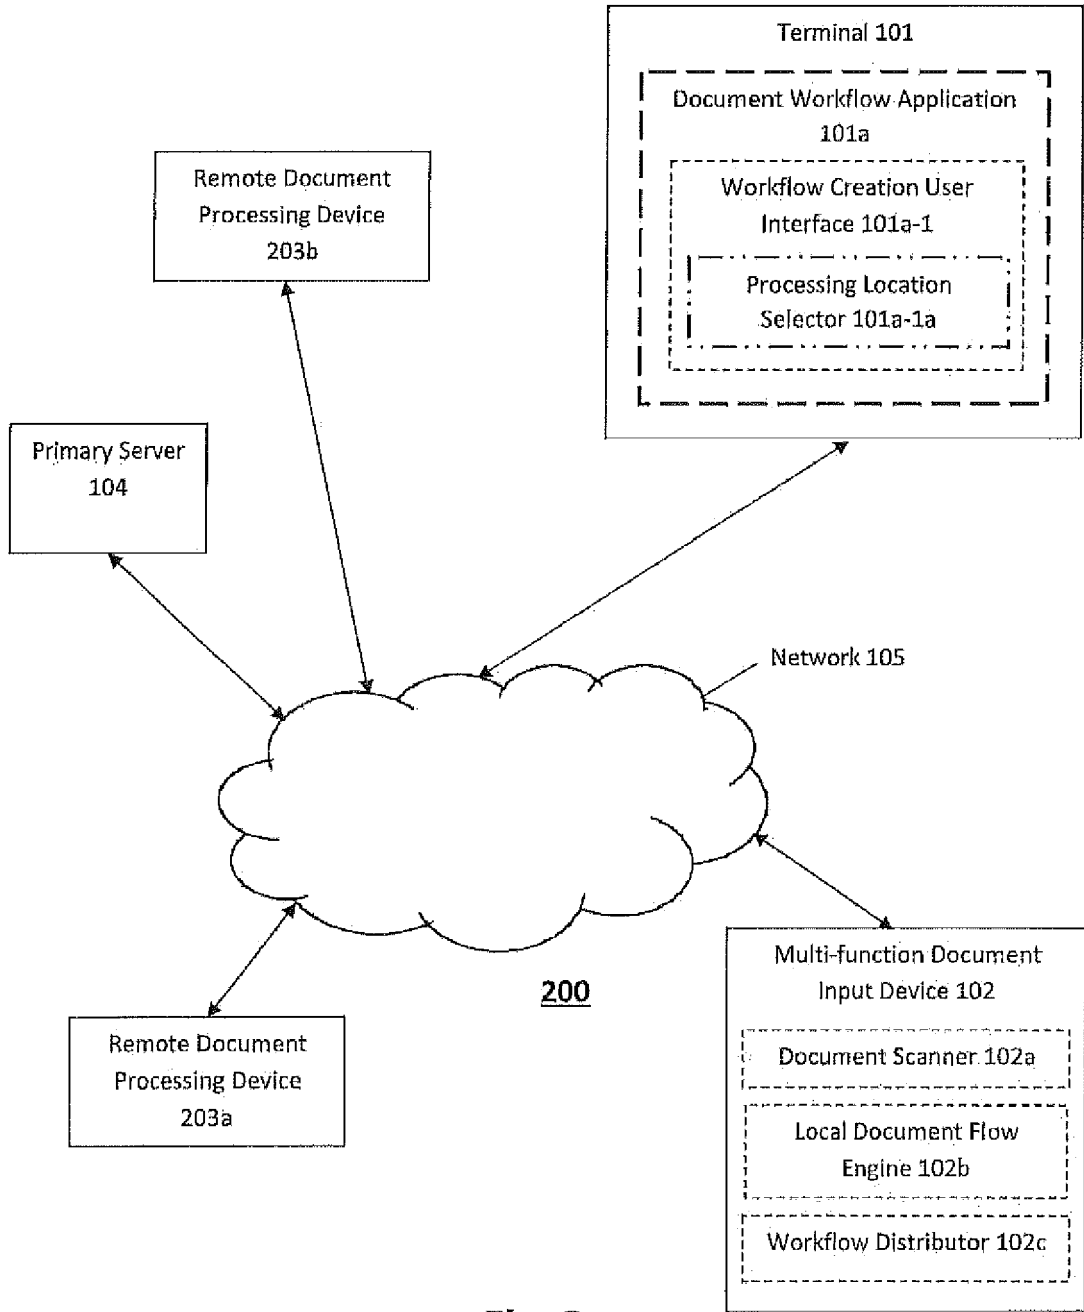 Terminal 101
Document Workflow Application
101a
Workflow Creation User
Interface 101a-1
Processing Location
Selector 101a-1a
Remote Document
Processing Device
203b
Primary Server
104
Network 105
200
Multi-function Document
Input Device 102
Document Scanner 102a
Local Document Flow
Engine 102b
Workflow Distributor 102c
Remote Document
Processing Device
203a